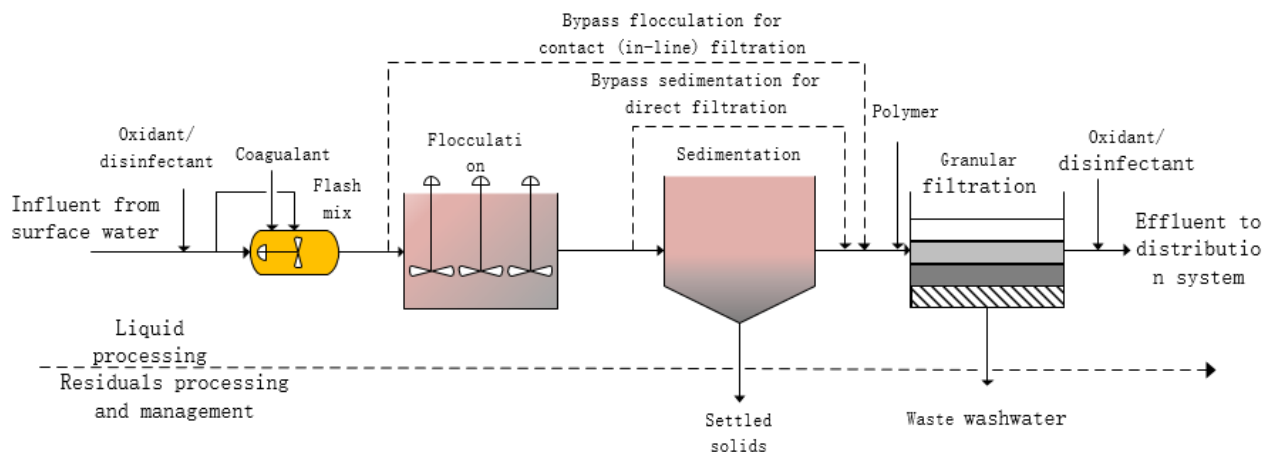 Bypass flocculation for
contact (in-line) filtration
Bypass sedimentation for
direct filtration
Polymer
Oxidant/
disinfectant
Coagualant
Flash
mix
Flocculati
on
Sedimentation
Granular
filtration
Oxidant/
disinfectant
Influent from
surface water
Effluent to
distributio
n system
Liquid
processing
Residuals processing
and management
Settled
solids
Waste washwater